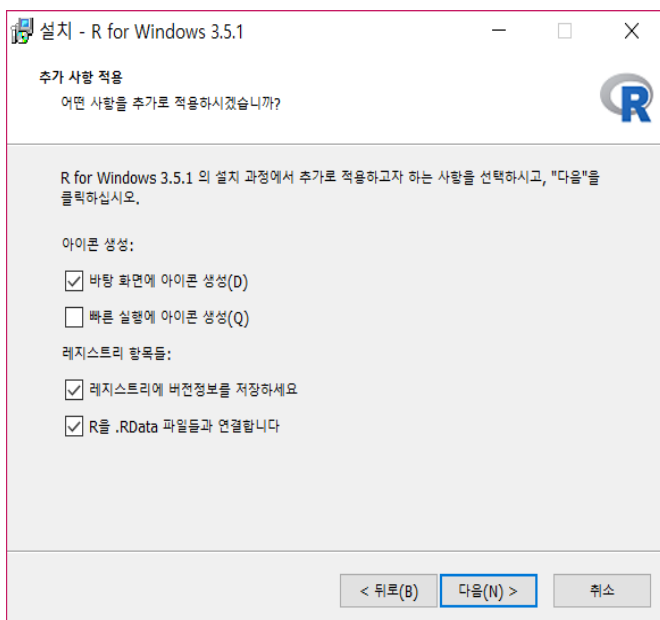 설치 - R for Windows 3.5.1
추가 사항 적용
어떤 사항을 추가로 적용하시겠습니까?
R
R for Windows 3.5.1 의 설치 과정에서 추가로 적용하고자 하는 사항을 선택하시고, "다음"을
클릭하십시오.
아이콘 생성:
바탕 화면에 아이콘 생성(D)
빠른 실행에 아이콘 생성(Q)
레지스트리 항목들:
레지스트리에 버전정보를 저장하세요
R을 .RData 파일들과 연결합니다
< 뒤로(B) 다음(N) > 취소